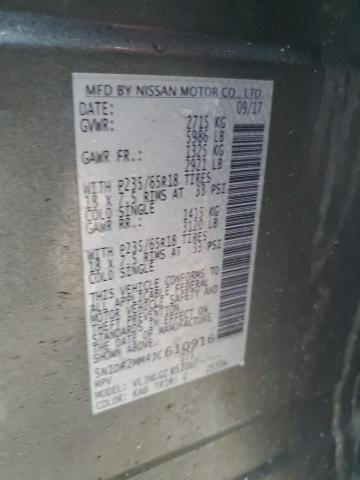 MFD BY NISSAN MOTOR CO., LTD.
DATE: 09/17
GVWR: 2715 KG
5986 LB
GAWR FR.: 1325 KG
2921 LB
WITH P235/65R18 TIRES
18 X 7.5 RIMS AT 33 PSI
COLD SINGLE
GAWR RR.: 1415 KG
3120 LB
WITH P235/65R18 TIRES
18 X 7.5 RIMS AT 33 PSI
COLD SINGLE
THIS VEHICLE CONFORMS TO
ALL APPLICABLE FEDERAL
MOTOR VEHICLE SAFETY AND
THEFT PREVENTION
STANDARDS IN EFFECT ON
THE DATE OF MANUFACTURE
SHOWN ABOVE.
5N1DR2MM4JC610916
MPV
COLOR: KAD TRIM: G